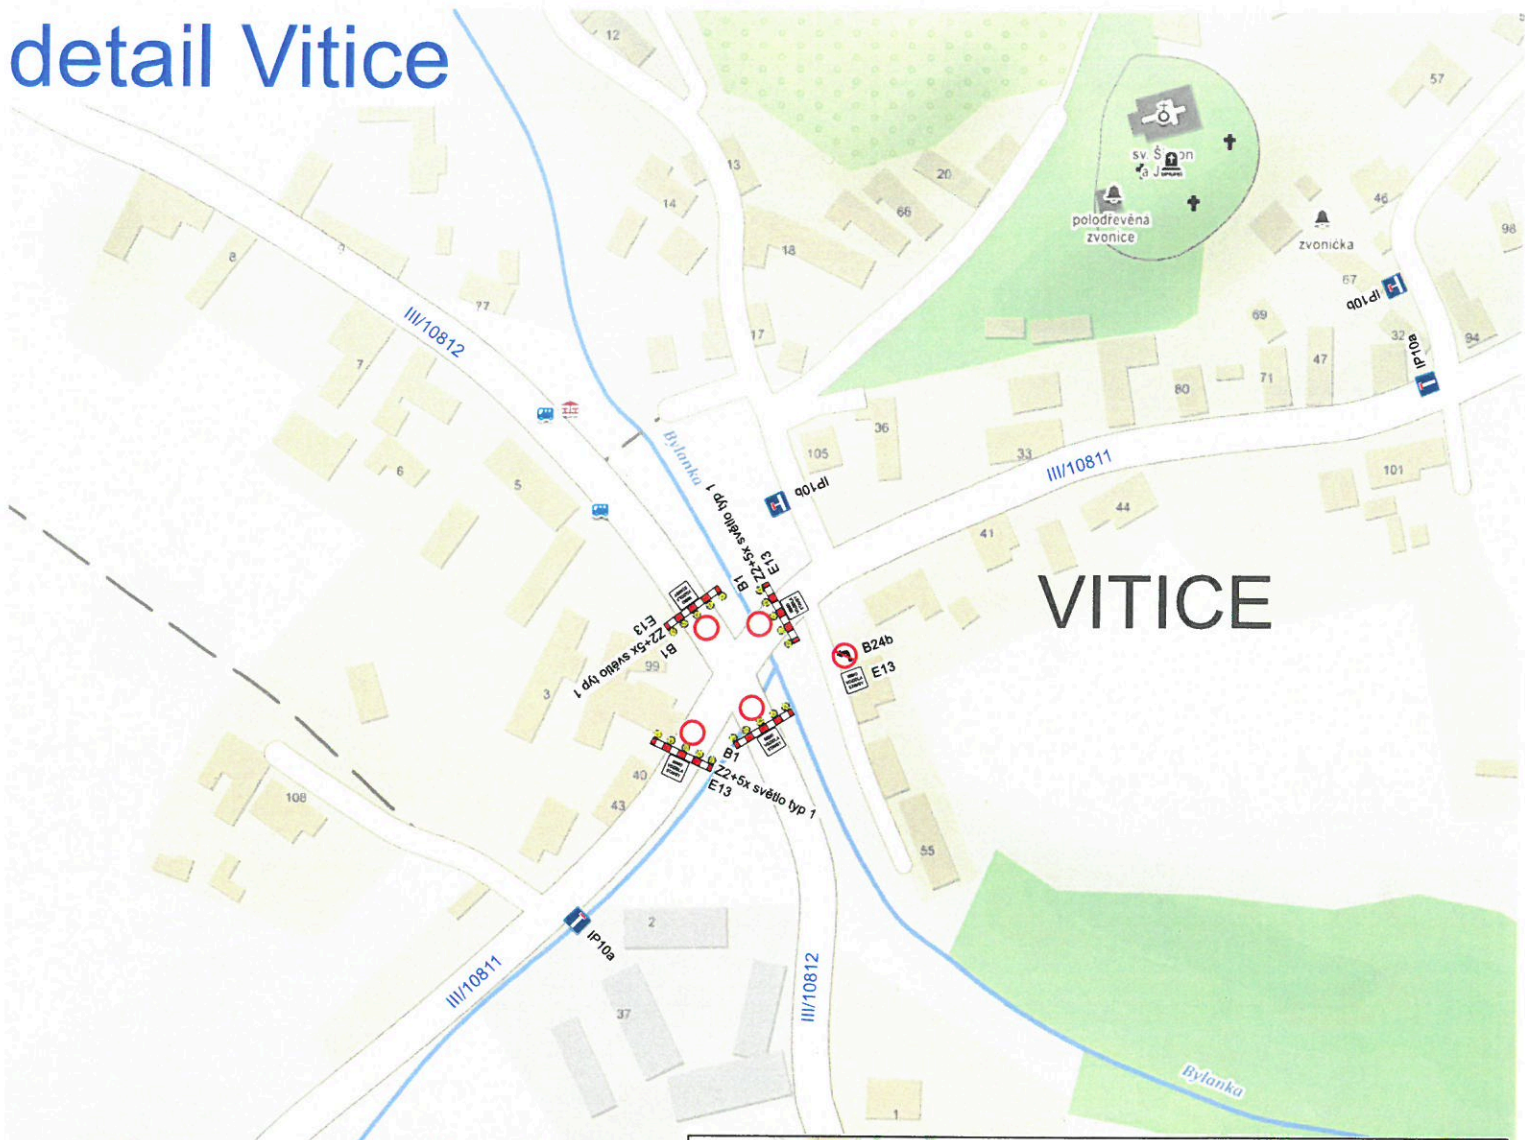 detail Vitice
12
57
13
20
14
66
sv. Š on
a J
polodřevěná
zvonice
46
zvonička
98
18
8
9
67
IP10b
77
69
32
IP10a
94
III/10812
17
47
7
71
80
36
Bylanka
105
33
III/10811
6
5
101
IP10b
44
41
Z2+5x světlo typ 1
E13
B1
VITICE
E13
Z2+5x světlo typ 1
B1
99
B24b
E13
3
B1
Z2+5x světlo typ 1
E13
40
43
108
55
2
IP10a
III/10811
III/10812
37
Bylanka
1